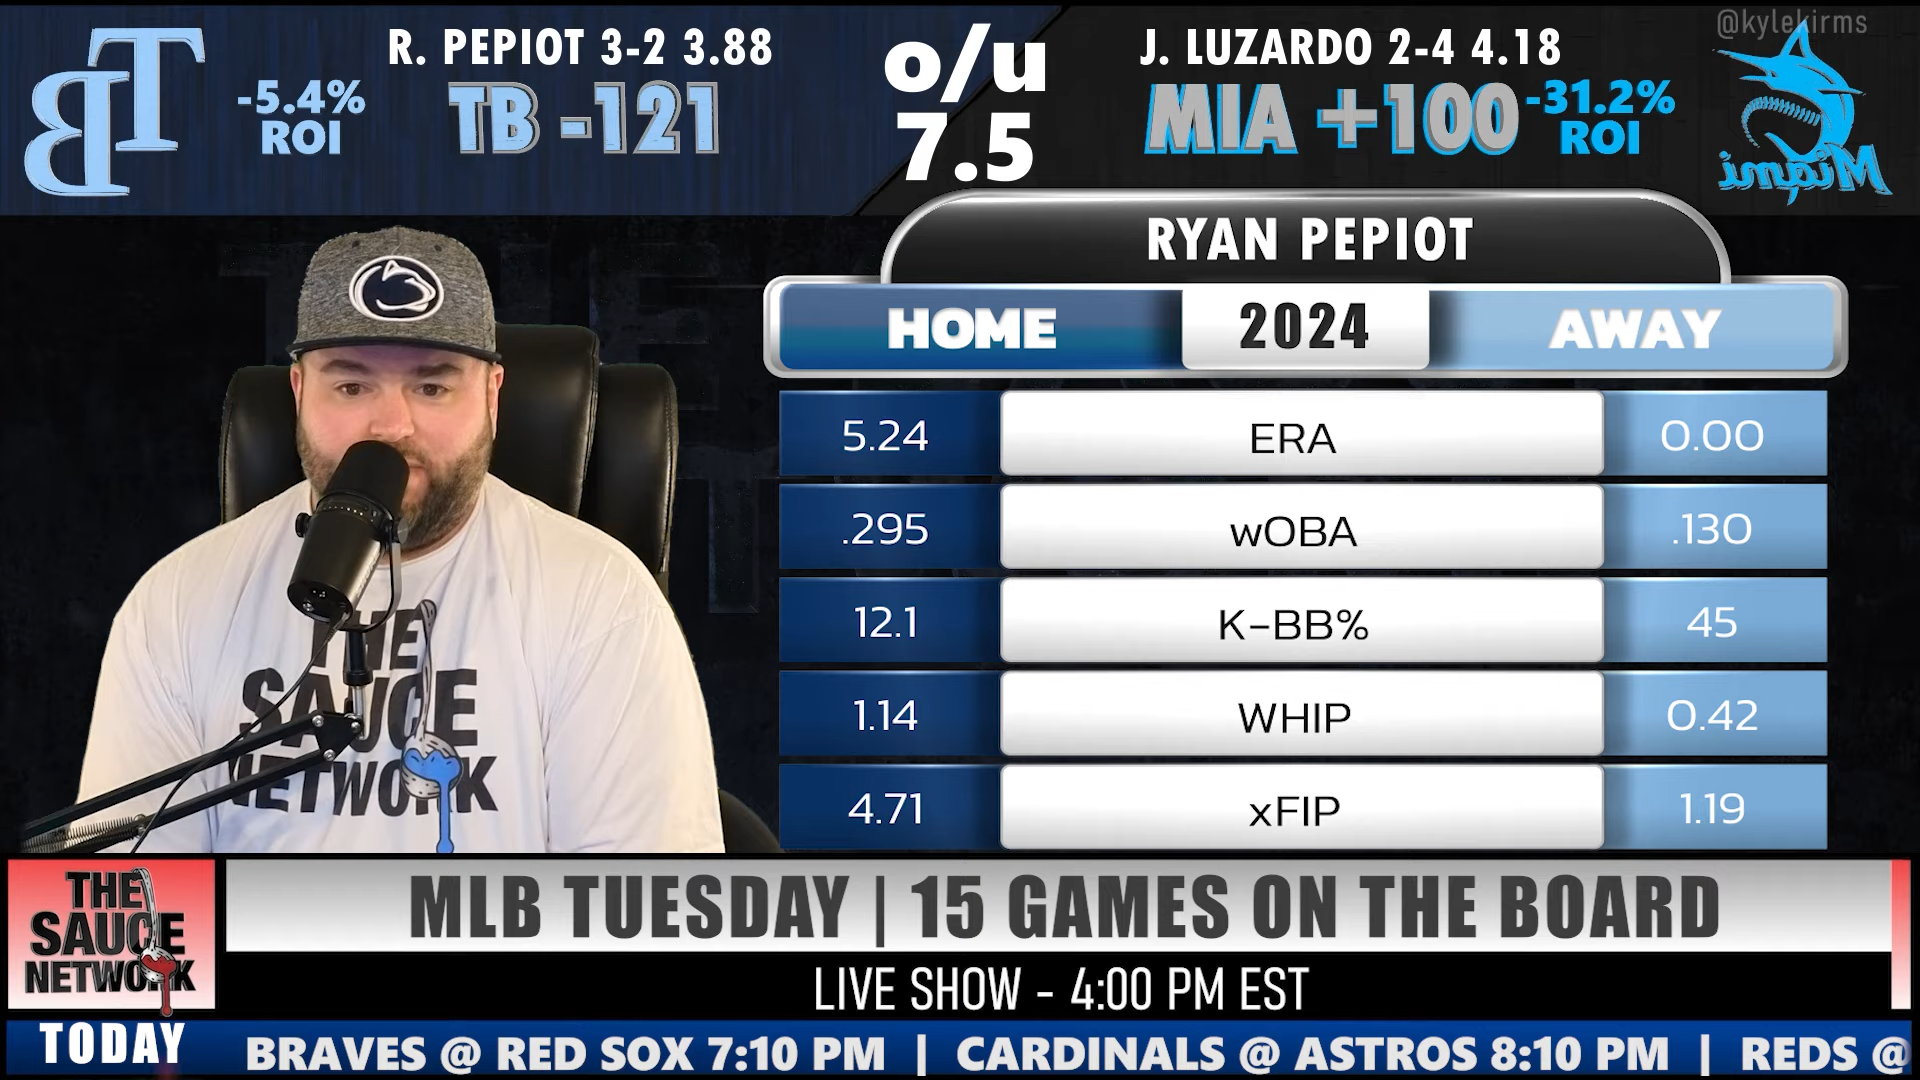 @kylekirms
R. PEPIOT 3-2 3.88
o/u
J. LUZARDO 2-4 4.18
TB
-5.4%
ROI
TB -121
7.5
MIA +100
-31.2%
ROI
Miami
RYAN PEPIOT
HOME 2024 AWAY
5.24 ERA 0.00
.295 wOBA .130
12.1 K-BB% 45
1.14 WHIP 0.42
4.71 xFIP 1.19
THE
SAUCE
NETWORK
THE
SAUCE
NETWORK
MLB TUESDAY | 15 GAMES ON THE BOARD
LIVE SHOW - 4:00 PM EST
TODAY
BRAVES @ RED SOX 7:10 PM | CARDINALS @ ASTROS 8:10 PM | REDS @